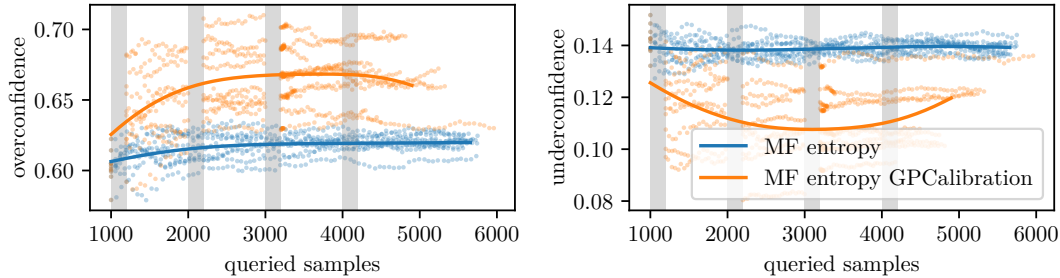 overconfidence
0.70
0.65
0.60
1000 2000 3000 4000 5000 6000
queried samples
underconfidence
0.14
0.12
0.10
0.08
1000 2000 3000 4000 5000 6000
queried samples
MF entropy
MF entropy GPCalibration